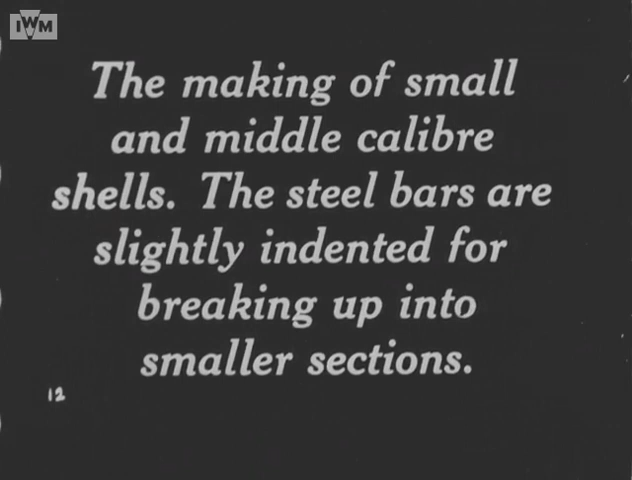 IWM
The making of small
and middle calibre
shells. The steel bars are
slightly indented for
breaking up into
smaller sections.
12